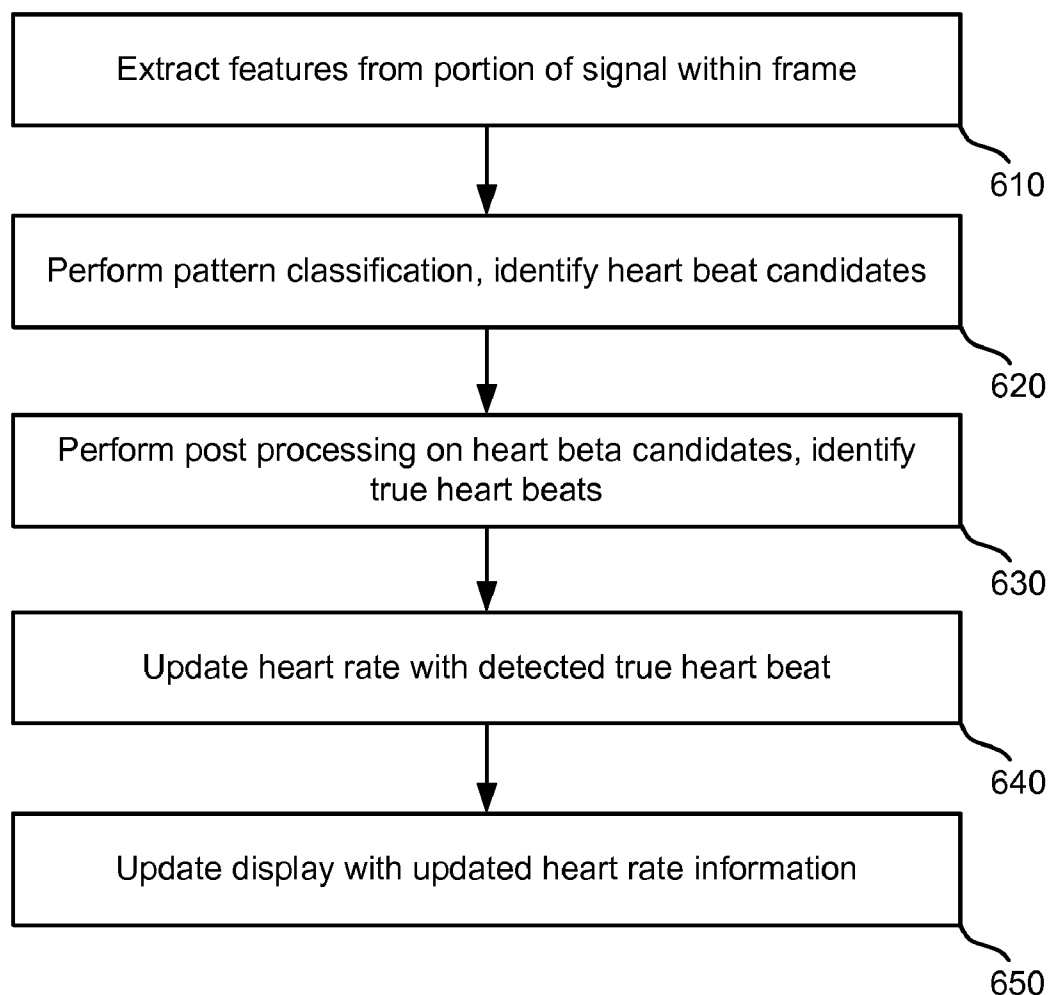 Extract features from portion of signal within frame
610
Perform pattern classification, identify heart beat candidates
620
Perform post processing on heart beta candidates, identify
true heart beats
630
Update heart rate with detected true heart beat
640
Update display with updated heart rate information
650